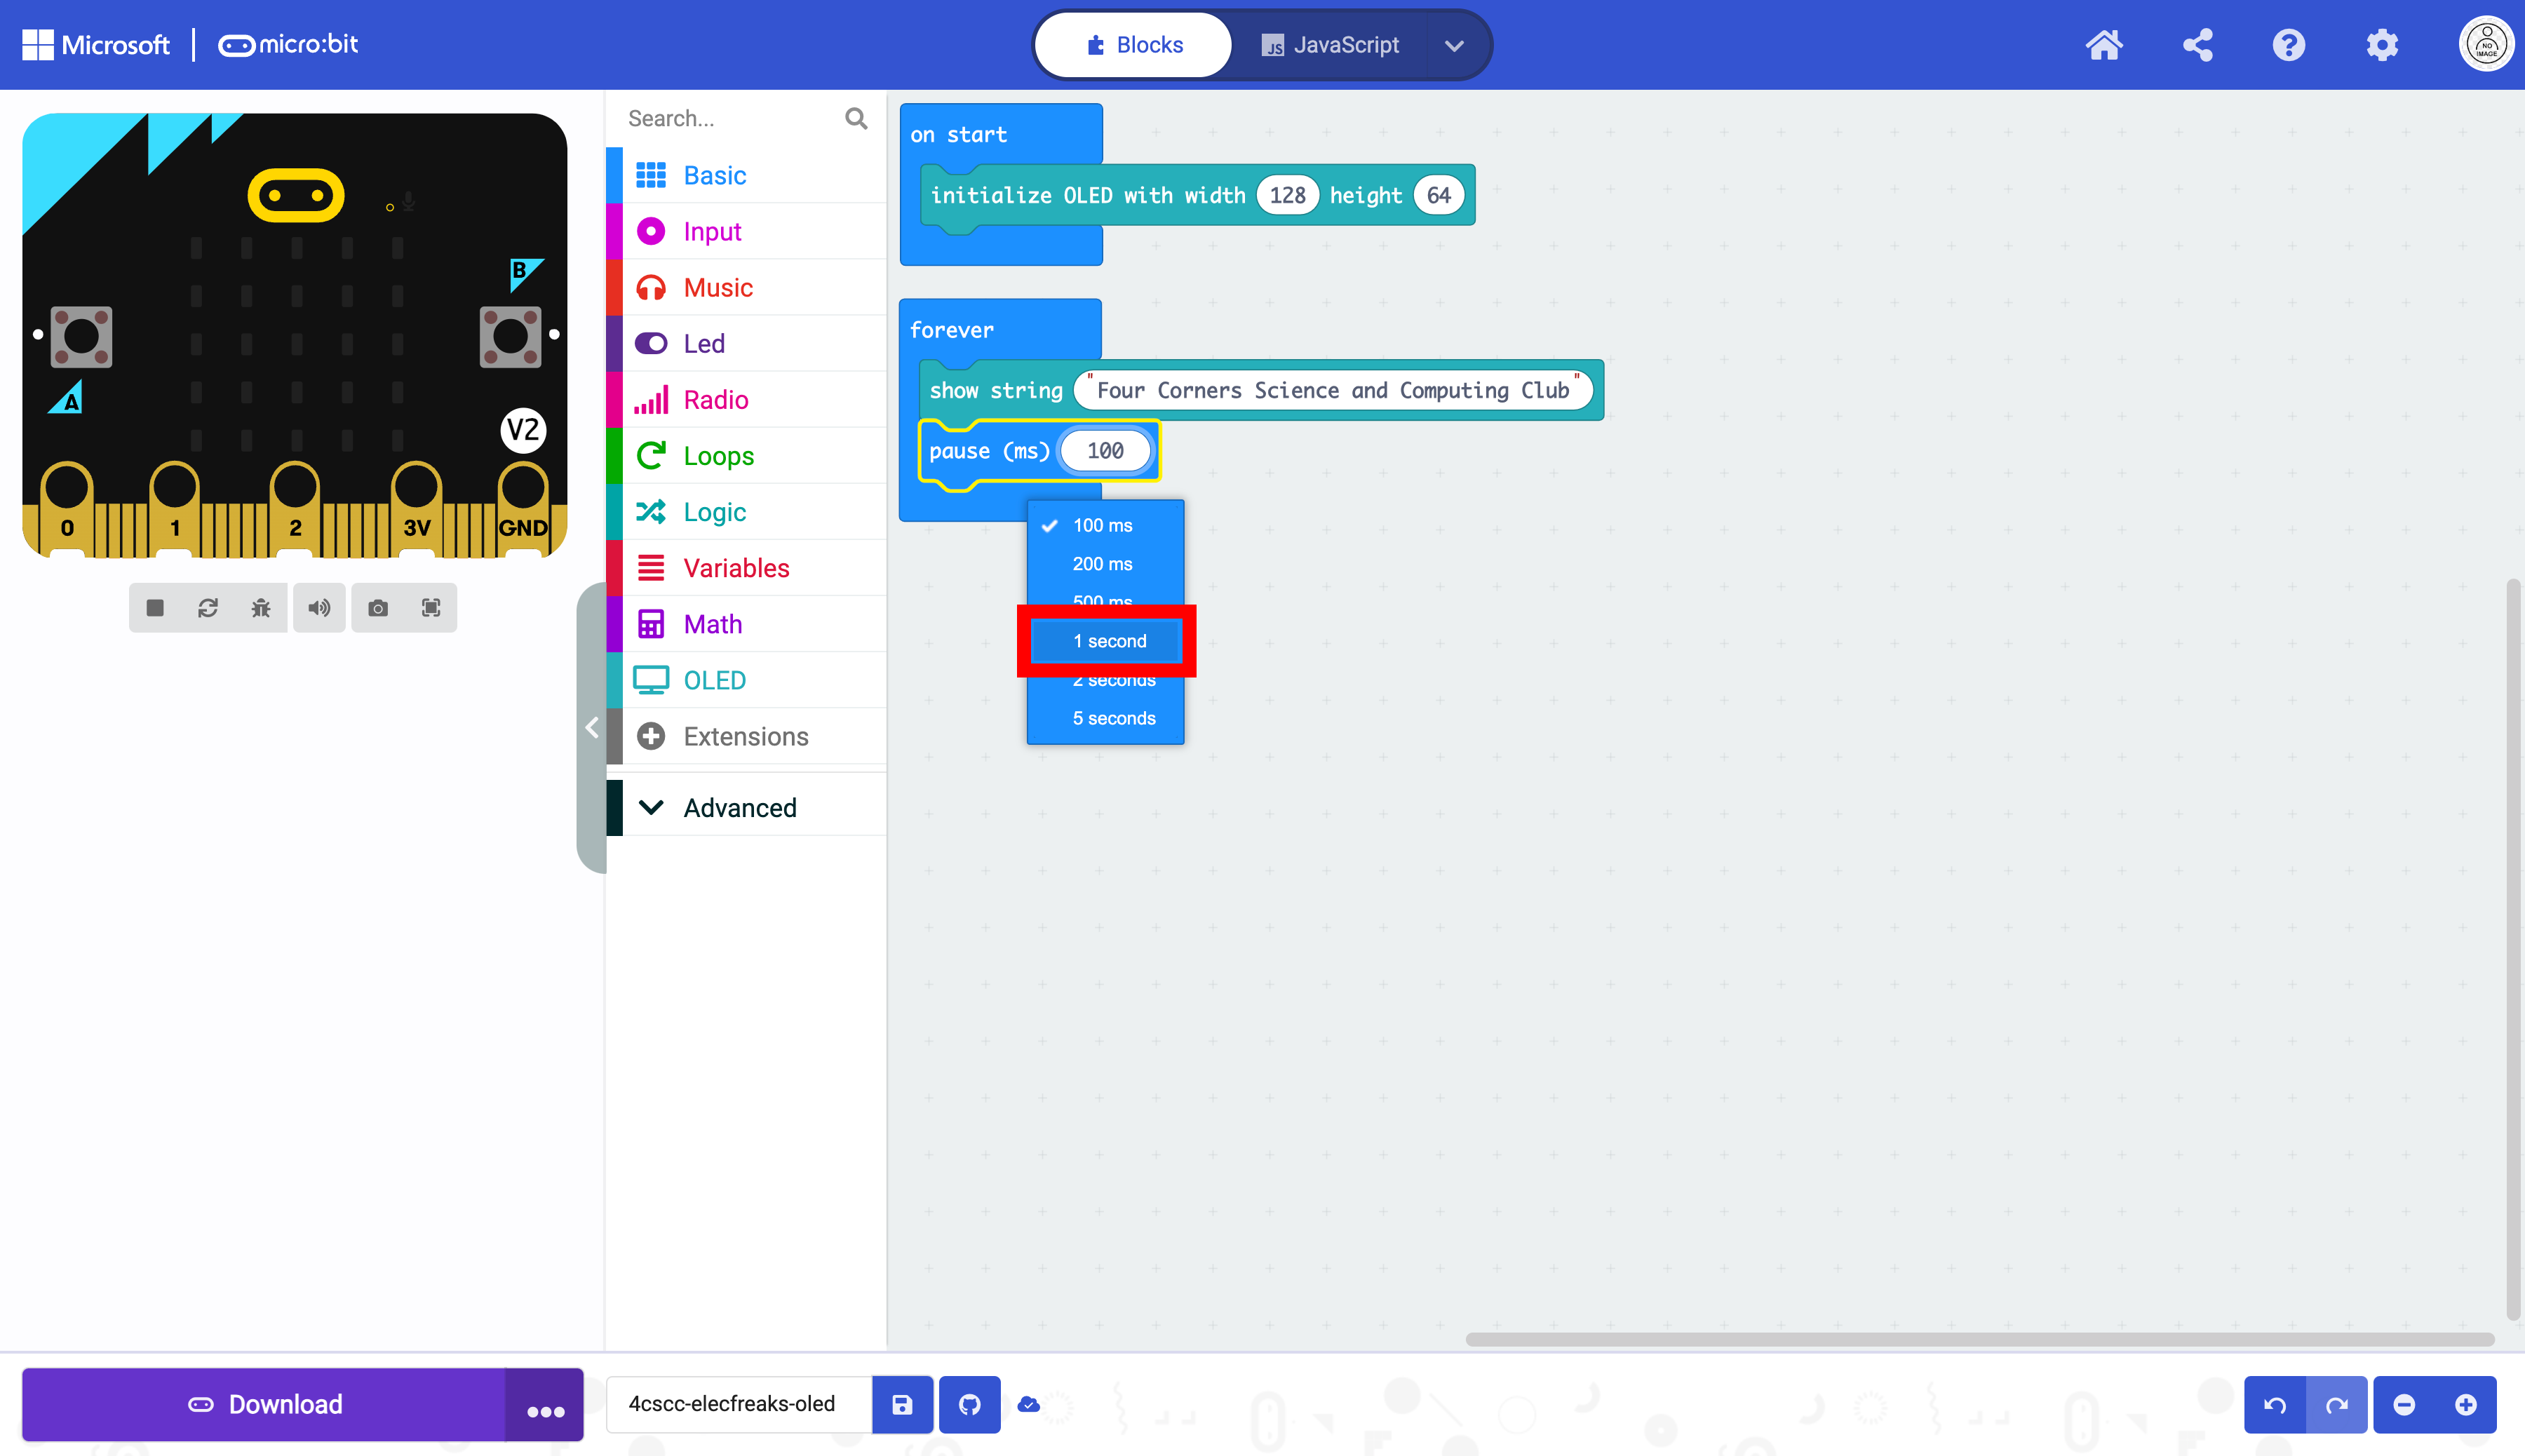 Microsoft | micro:bit
Blocks
JS JavaScript
NO IMAGE
B
A
V2
0 1 2 3V GND
Search...
Basic
Input
Music
Led
Radio
Loops
Logic
Variables
Math
OLED
Extensions
Advanced
on start
initialize OLED with width 128 height 64
forever
show string "Four Corners Science and Computing Club"
pause (ms) 100
100 ms
200 ms
500 ms
1 second
2 seconds
5 seconds
Download
4cscc-elecfreaks-oled